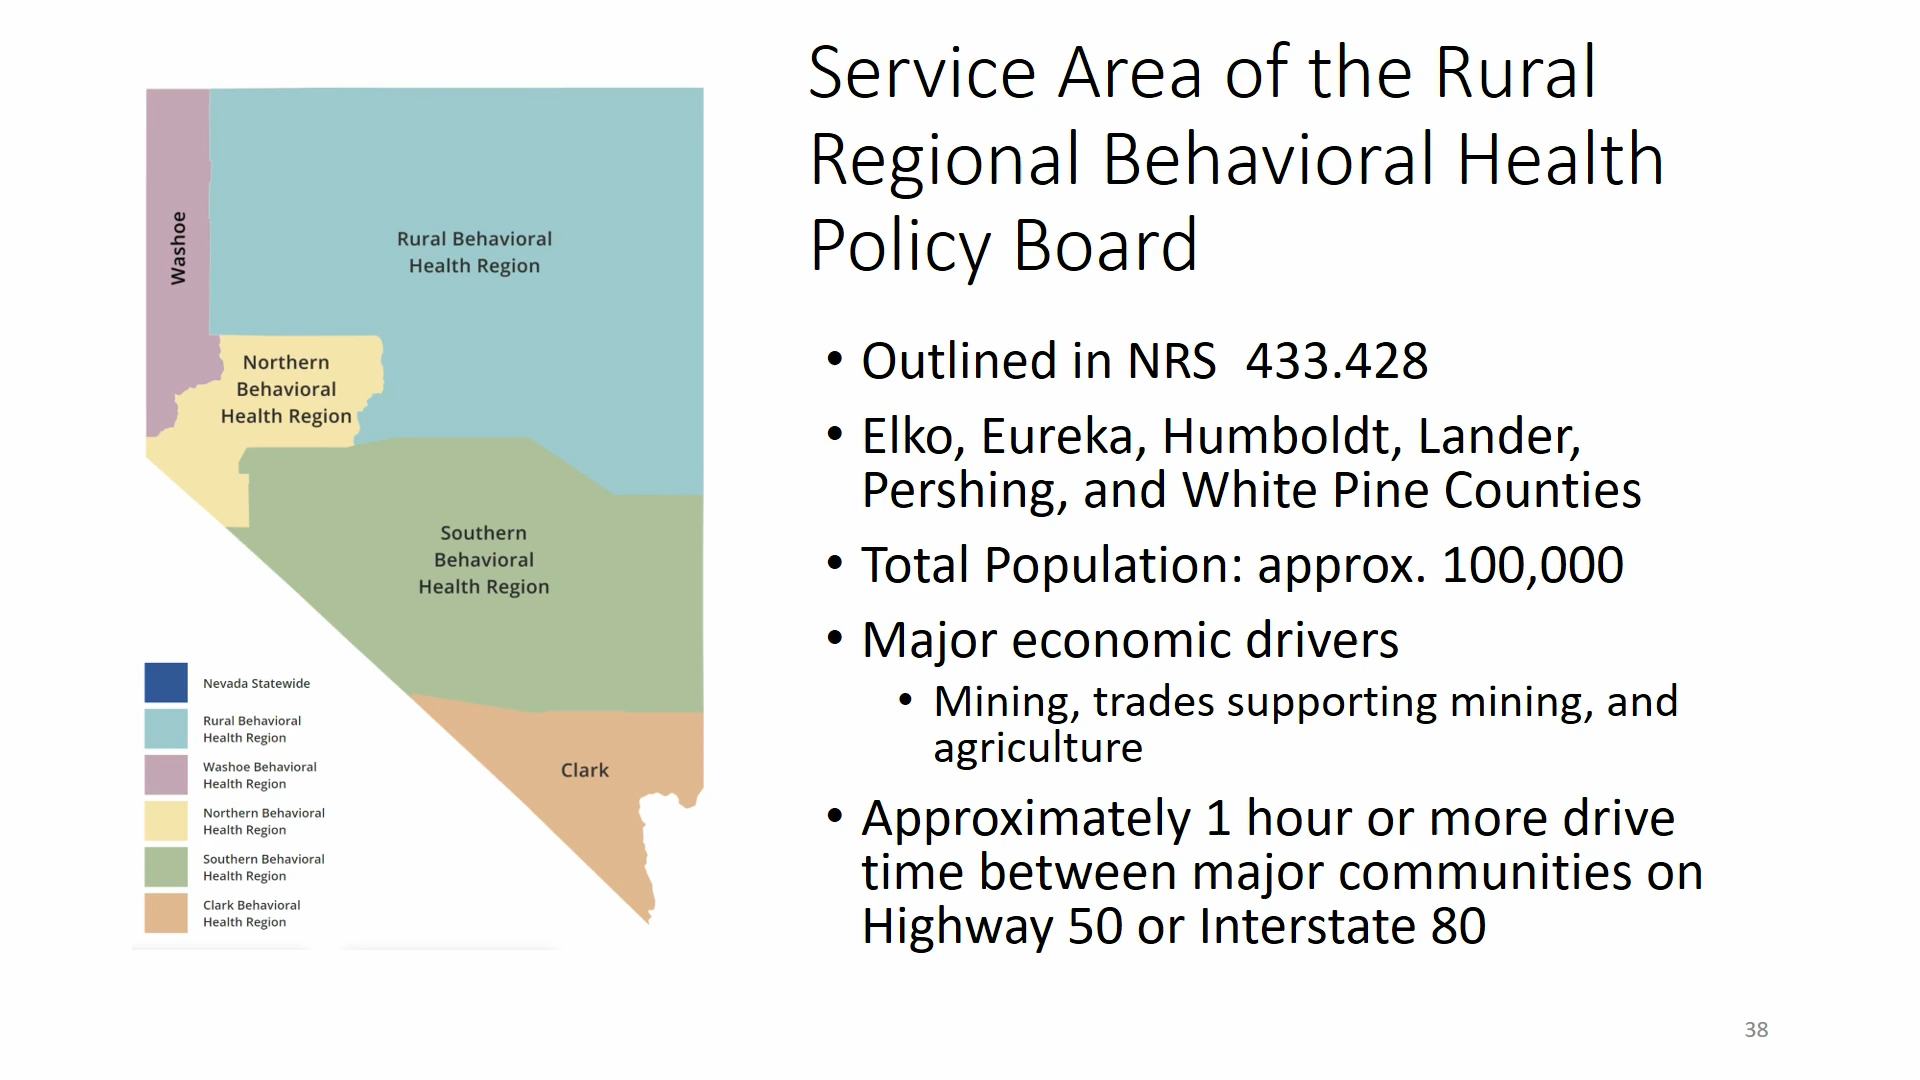 Service Area of the Rural
Regional Behavioral Health
Policy Board
• Outlined in NRS  433.428
• Elko, Eureka, Humboldt, Lander,
Pershing, and White Pine Counties
• Total Population: approx. 100,000
• Major economic drivers
• Mining, trades supporting mining, and
agriculture
• Approximately 1 hour or more drive
time between major communities on
Highway 50 or Interstate 80
Washoe
Rural Behavioral
Health Region
Northern
Behavioral
Health Region
Southern
Behavioral
Health Region
Clark
Nevada Statewide
Rural Behavioral
Health Region
Washoe Behavioral
Health Region
Northern Behavioral
Health Region
Southern Behavioral
Health Region
Clark Behavioral
Health Region
38